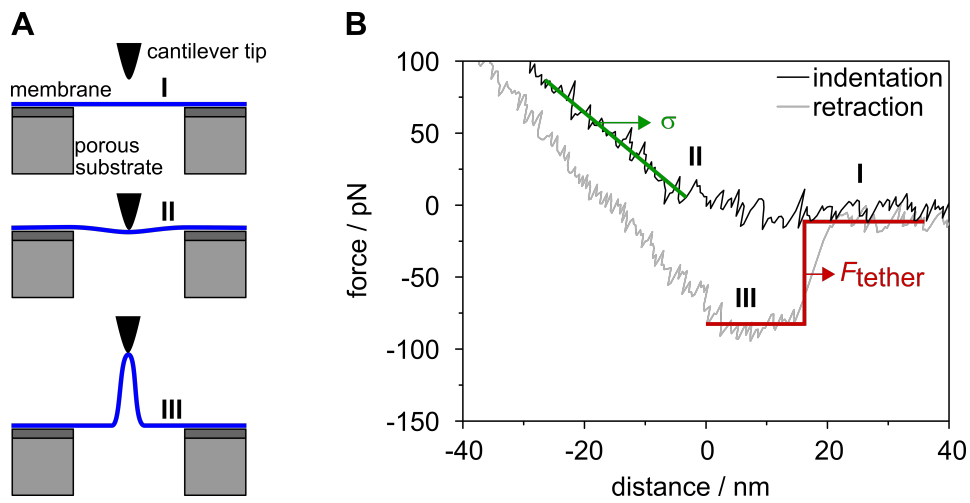 A
cantilever tip
membrane
I
porous
substrate
II
III
B
100
50
0
-50
-100
-150
force / pN
indentation
retraction
σ
II
I
III
Ftether
-40
-20
0
20
40
distance / nm